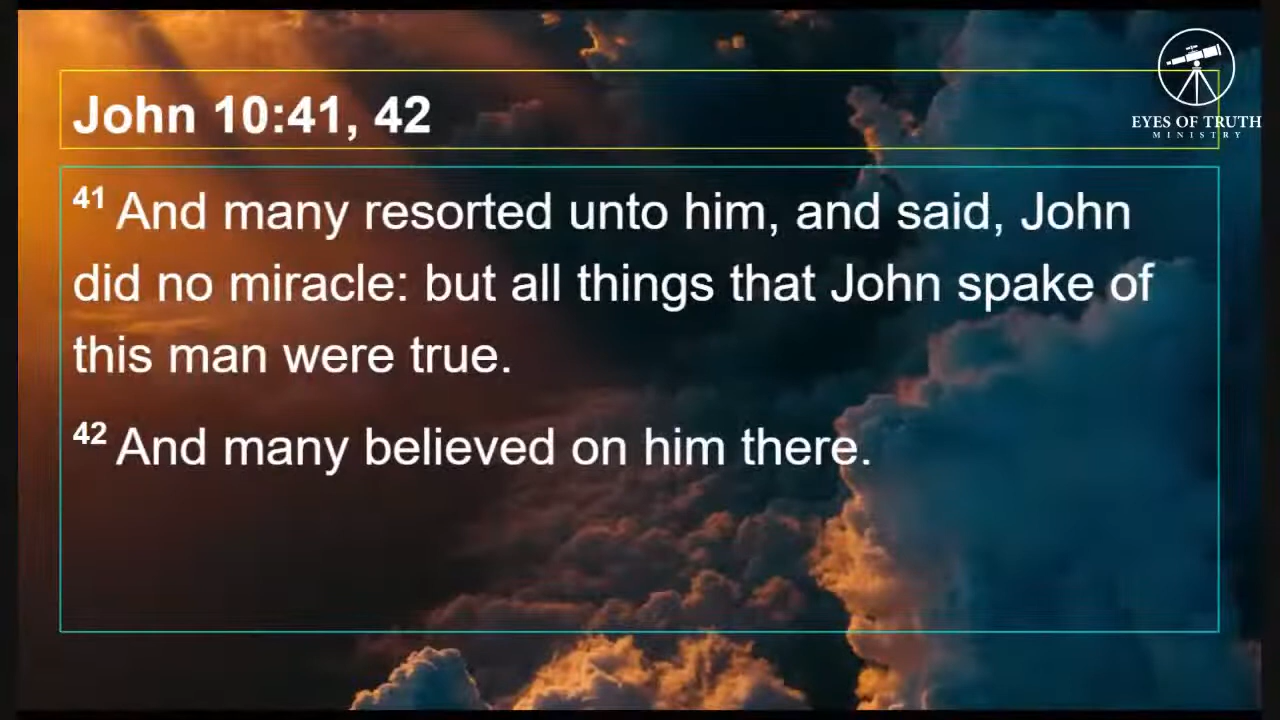 John 10:41, 42
EYES OF TRUTH
MINISTRY
41 And many resorted unto him, and said, John
did no miracle: but all things that John spake of
this man were true.
42 And many believed on him there.